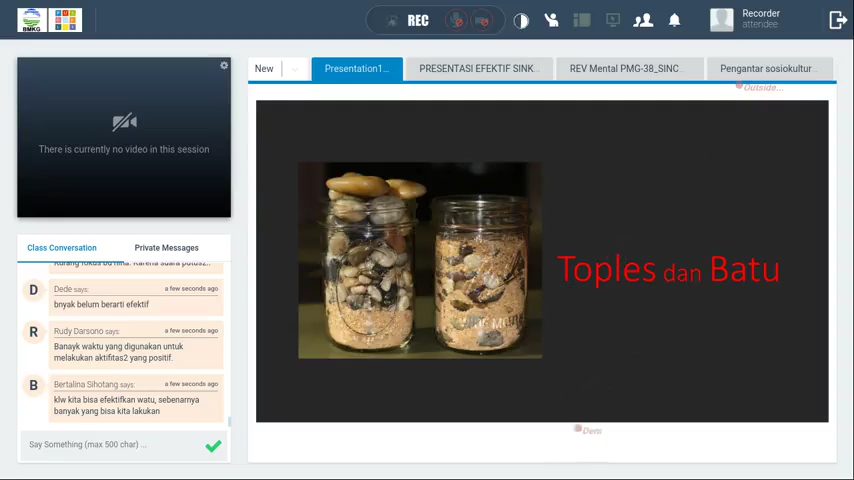 BMKG
REC
Recorder
attendee
There is currently no video in this session
New
Presentation1...
PRESENTASI EFEKTIF SINK...
REV Mental PMG-38_SINC...
Pengantar sosiokultur...
Outside...
Toples dan Batu
Dero
Class Conversation
Private Messages
D
Dede says:
a few seconds ago
bnyak belum berarti efektif
R
Rudy Darsono says:
a few seconds ago
Banayk waktu yang digunakan untuk
melakukan aktifitas2 yang positif.
B
Bertalina Sihotang says:
a few seconds ago
klw kita bisa efektifkan watu, sebenarnya
banyak yang bisa kita lakukan
Say Something (max 500 char) ...